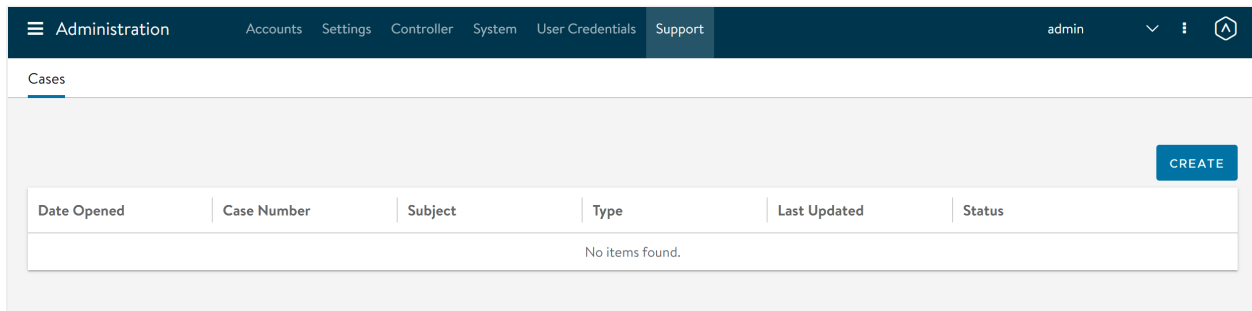 Administration Accounts Settings Controller System User Credentials Support admin
Cases
CREATE
Date Opened Case Number Subject Type Last Updated Status
No items found.